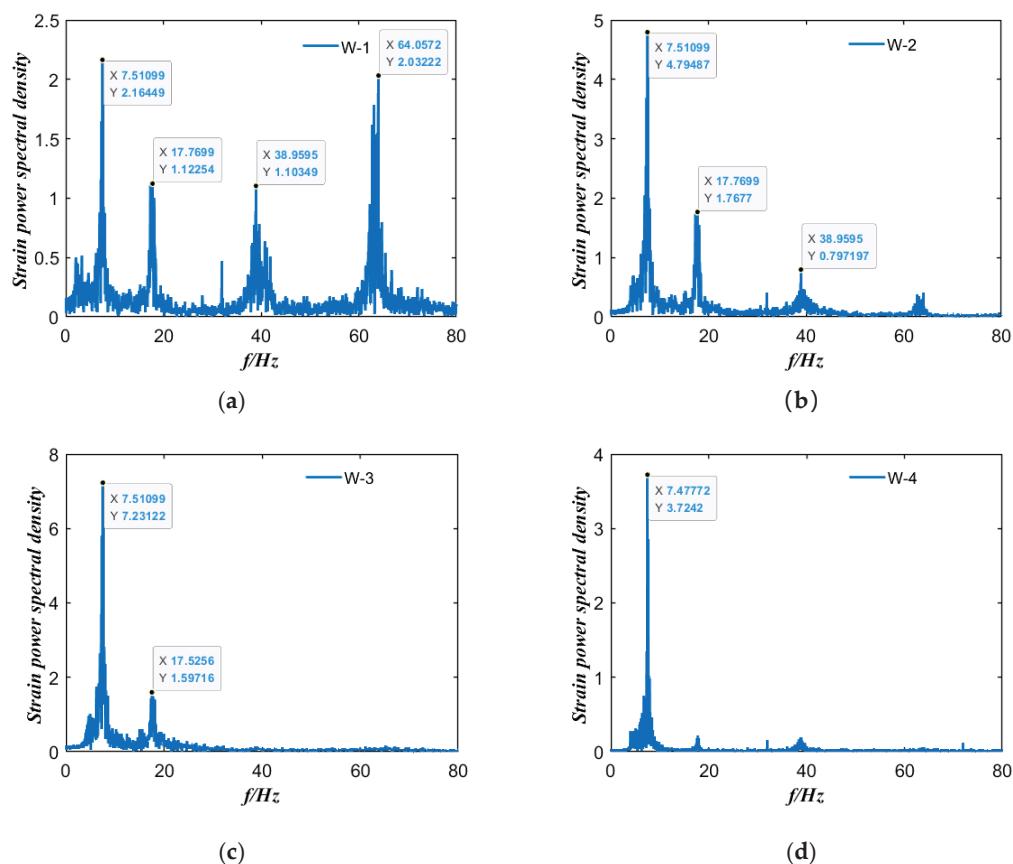 2.5
2
1.5
1
0.5
0
0
20
40
60
80
Strain power spectral density
f/Hz
W-1
X 7.51099
Y 2.16449
X 17.7699
Y 1.12254
X 38.9595
Y 1.10349
X 64.0572
Y 2.03222
(a)
5
4
3
2
1
0
0
20
40
60
80
Strain power spectral density
f/Hz
W-2
X 7.51099
Y 4.79487
X 17.7699
Y 1.7677
X 38.9595
Y 0.797197
(b)
8
6
4
2
0
0
20
40
60
80
Strain power spectral density
f/Hz
W-3
X 7.51099
Y 7.23122
X 17.5256
Y 1.59716
(c)
4
3
2
1
0
0
20
40
60
80
Strain power spectral density
f/Hz
W-4
X 7.47772
Y 3.7242
(d)